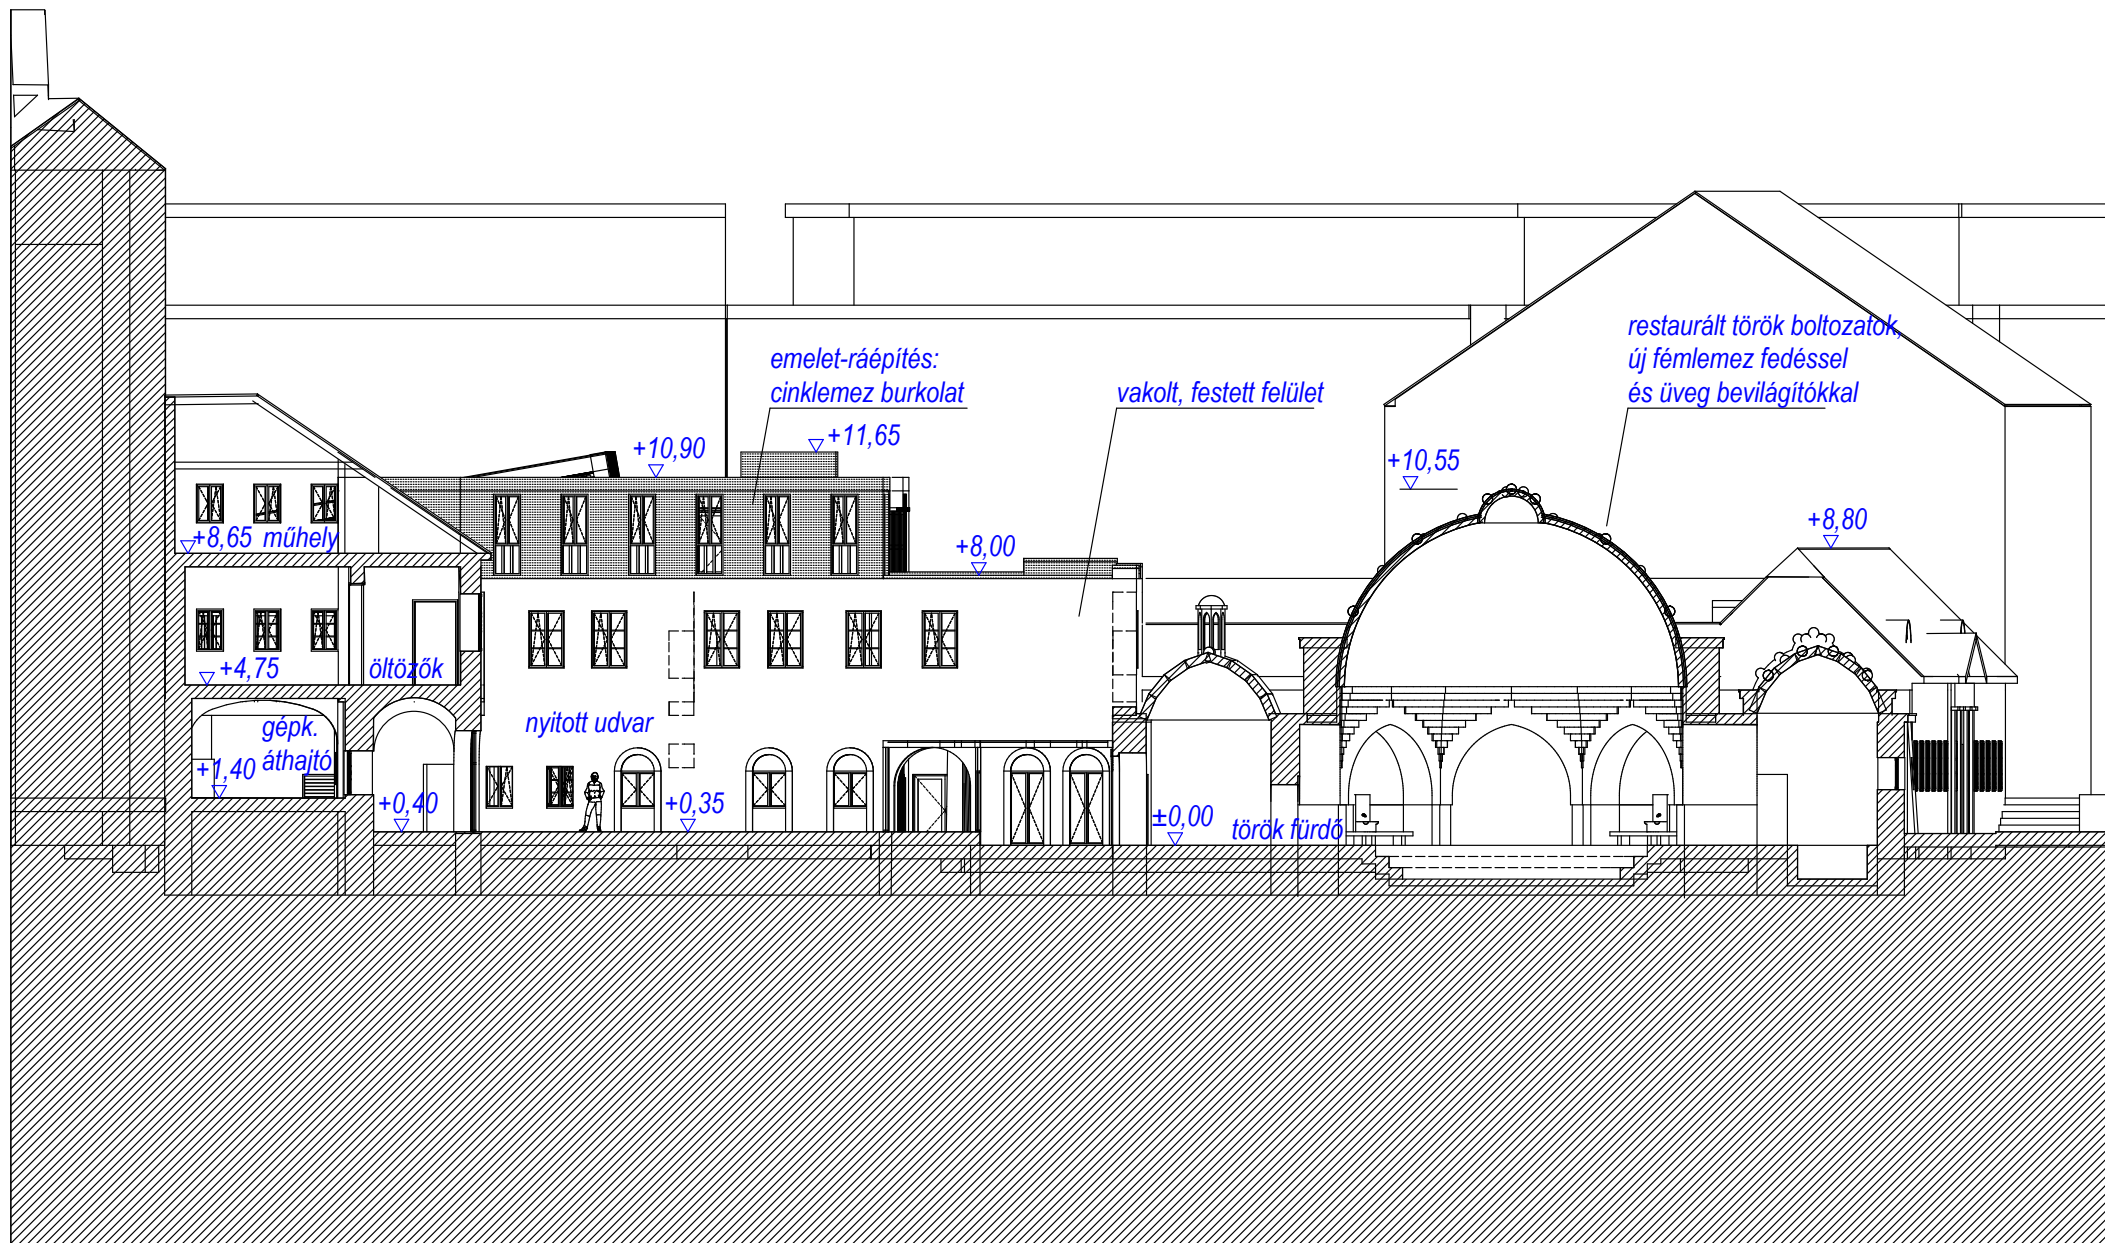 restaurált török boltozatok,
új fémlemez fedéssel
és üveg bevilágítókkal
emelet-ráépítés:
cinklemez burkolat
vakolt, festett felület
+10,90
+11,65
+10,55
+8,80
+8,65 műhely
+8,00
+4,75
öltözők
nyitott udvar
gépk.
áthajtó
+1,40
+0,40
+0,35
±0,00
török fürdő